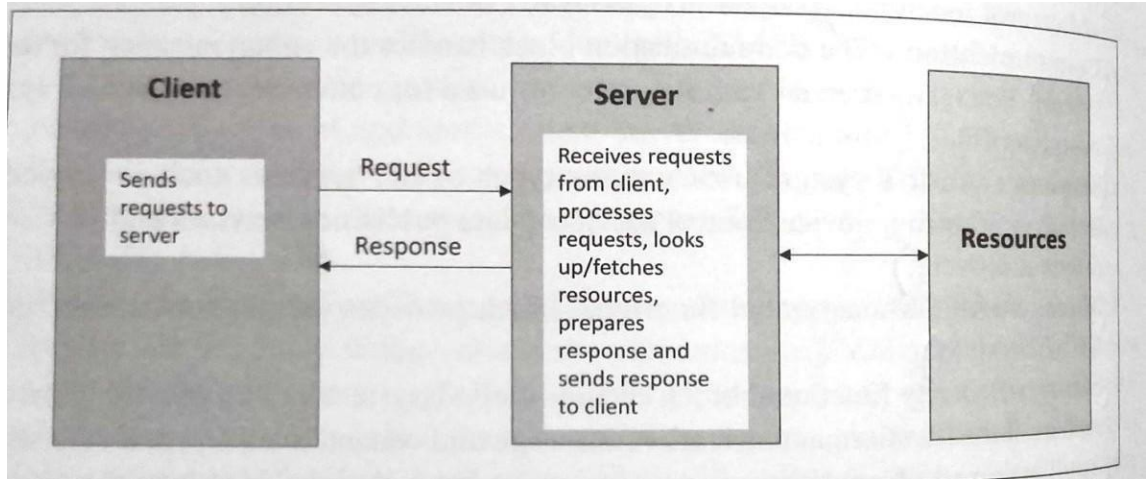 Client
Sends
requests to
server
Request
Response
Server
Receives requests
from client,
processes
requests, looks
up/fetches
resources,
prepares
response and
sends response
to client
Resources